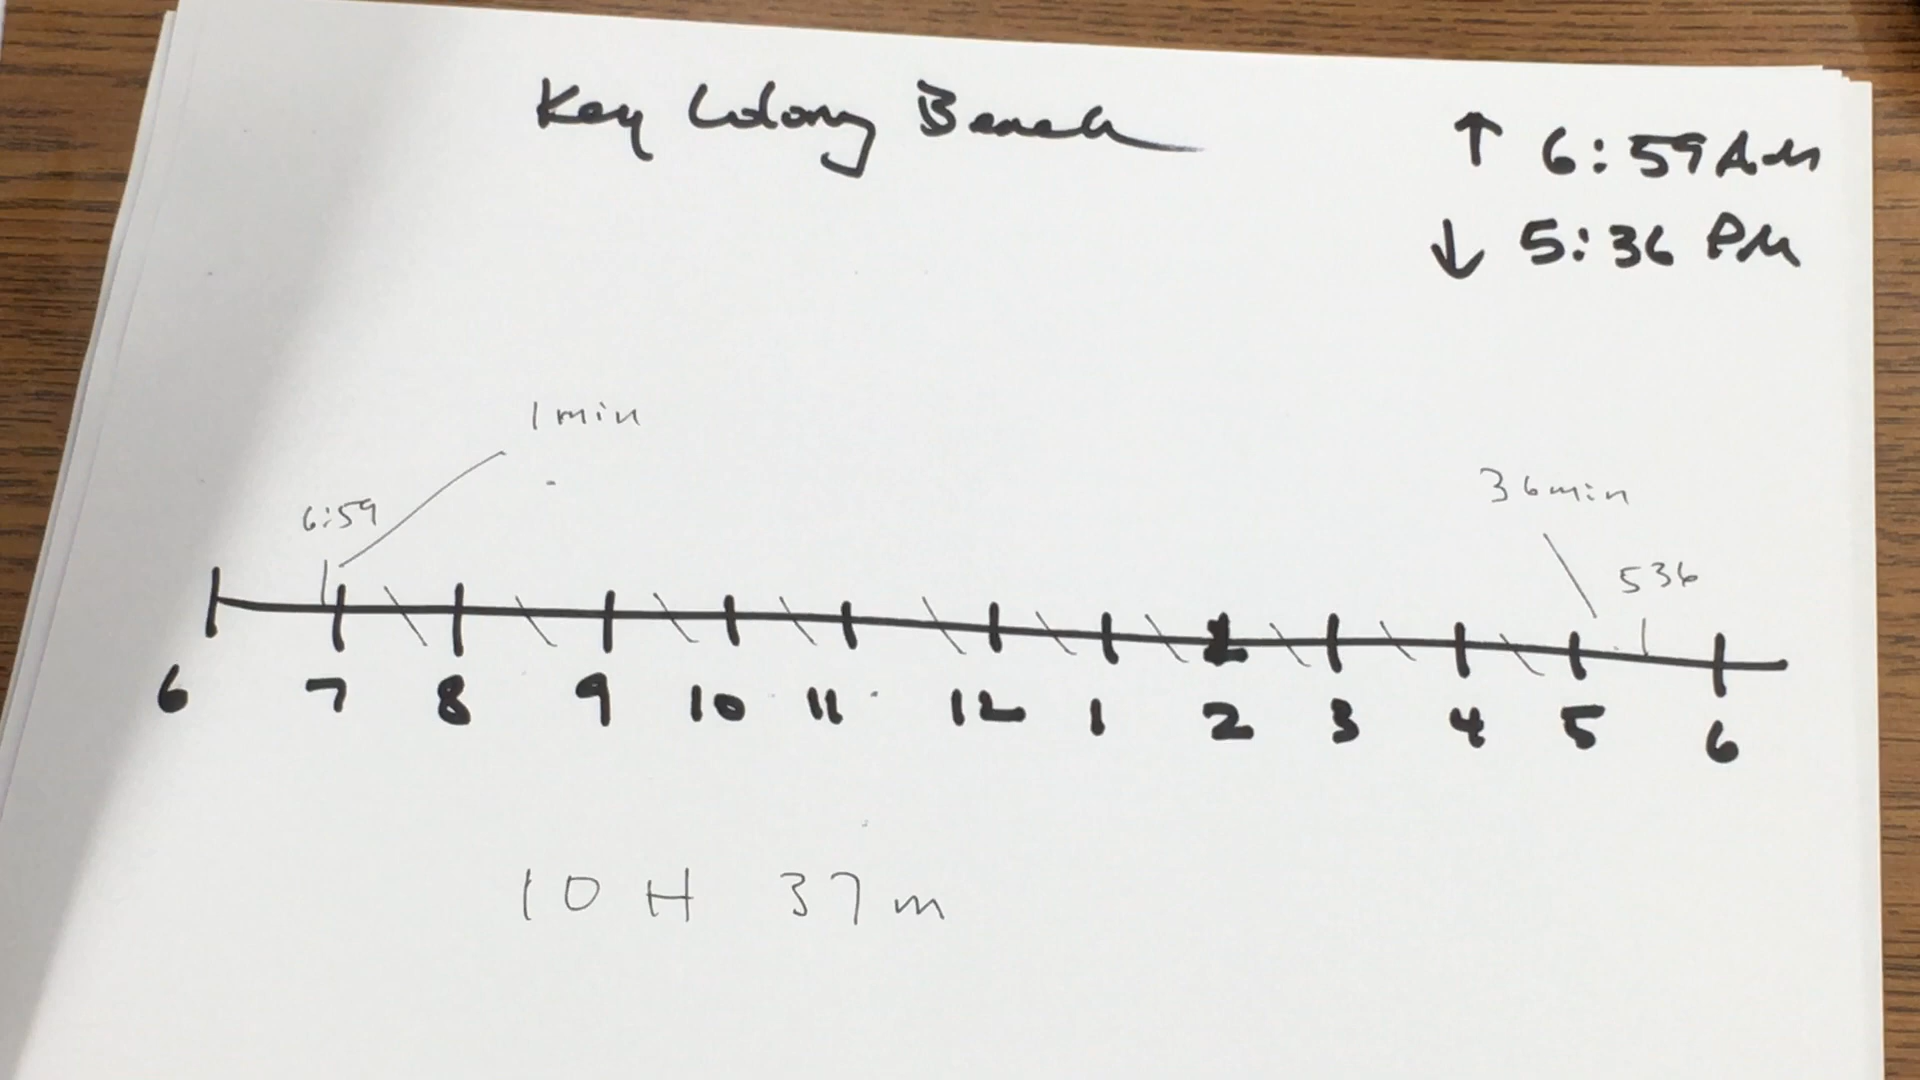 Key Colony Beach
↑ 6:59 AM
↓ 5:36 PM
1 min
36 min
6:59
536
6 7 8 9 10 11 12 1 2 3 4 5 6
10 H 37 m